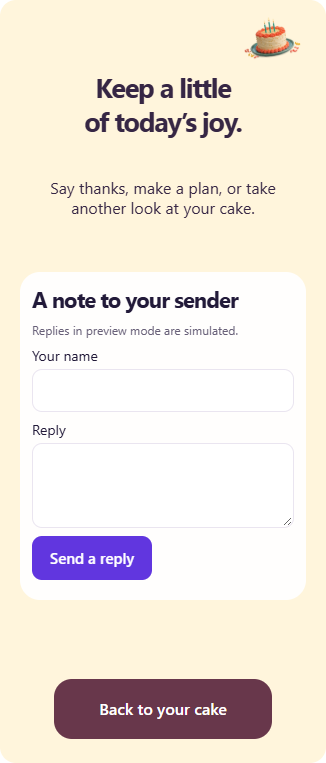 Keep a little
of today’s joy.
Say thanks, make a plan, or take
another look at your cake.
A note to your sender
Replies in preview mode are simulated.
Your name
Reply
Send a reply
Back to your cake